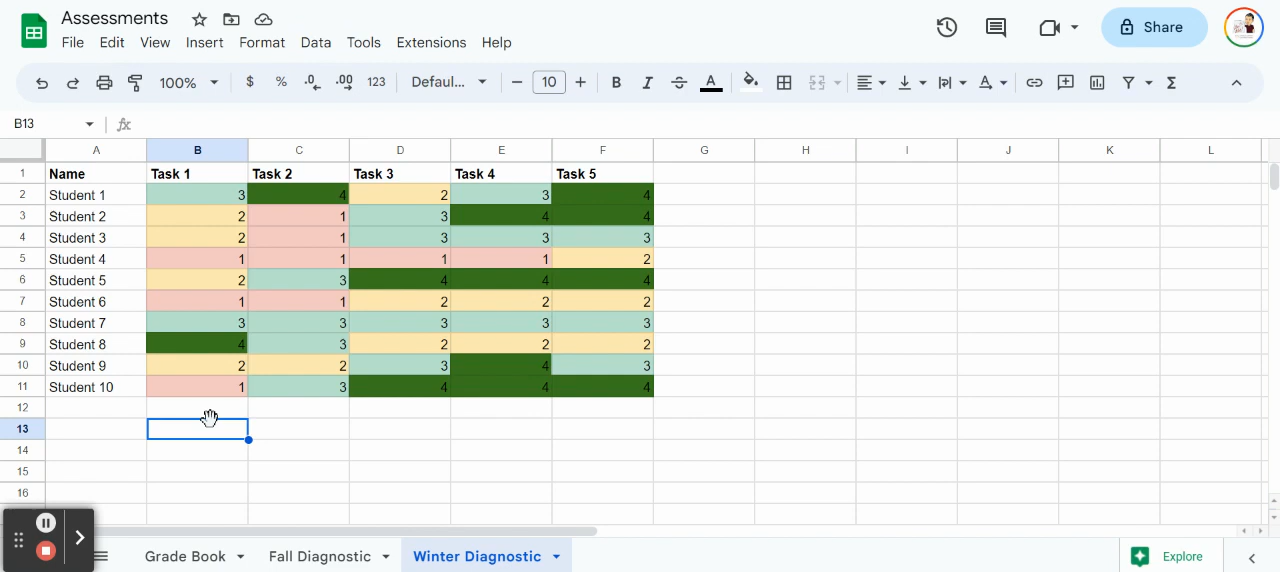 Assessments
File Edit View Insert Format Data Tools Extensions Help
Share
100% $ % .0 .00 123 Defaul... − 10 + B I S A Σ
B13 fx
A B C D E F G H I J K L
1 Name Task 1 Task 2 Task 3 Task 4 Task 5
2 Student 1 3 4 2 3 4
3 Student 2 2 1 3 4 4
4 Student 3 2 1 3 3 3
5 Student 4 1 1 1 1 2
6 Student 5 2 3 4 4 4
7 Student 6 1 1 2 2 2
8 Student 7 3 3 3 3 3
9 Student 8 4 3 2 2 2
10 Student 9 2 2 3 4 3
11 Student 10 1 3 4 4 4
12
13
14
15
16
Grade Book Fall Diagnostic Winter Diagnostic Explore